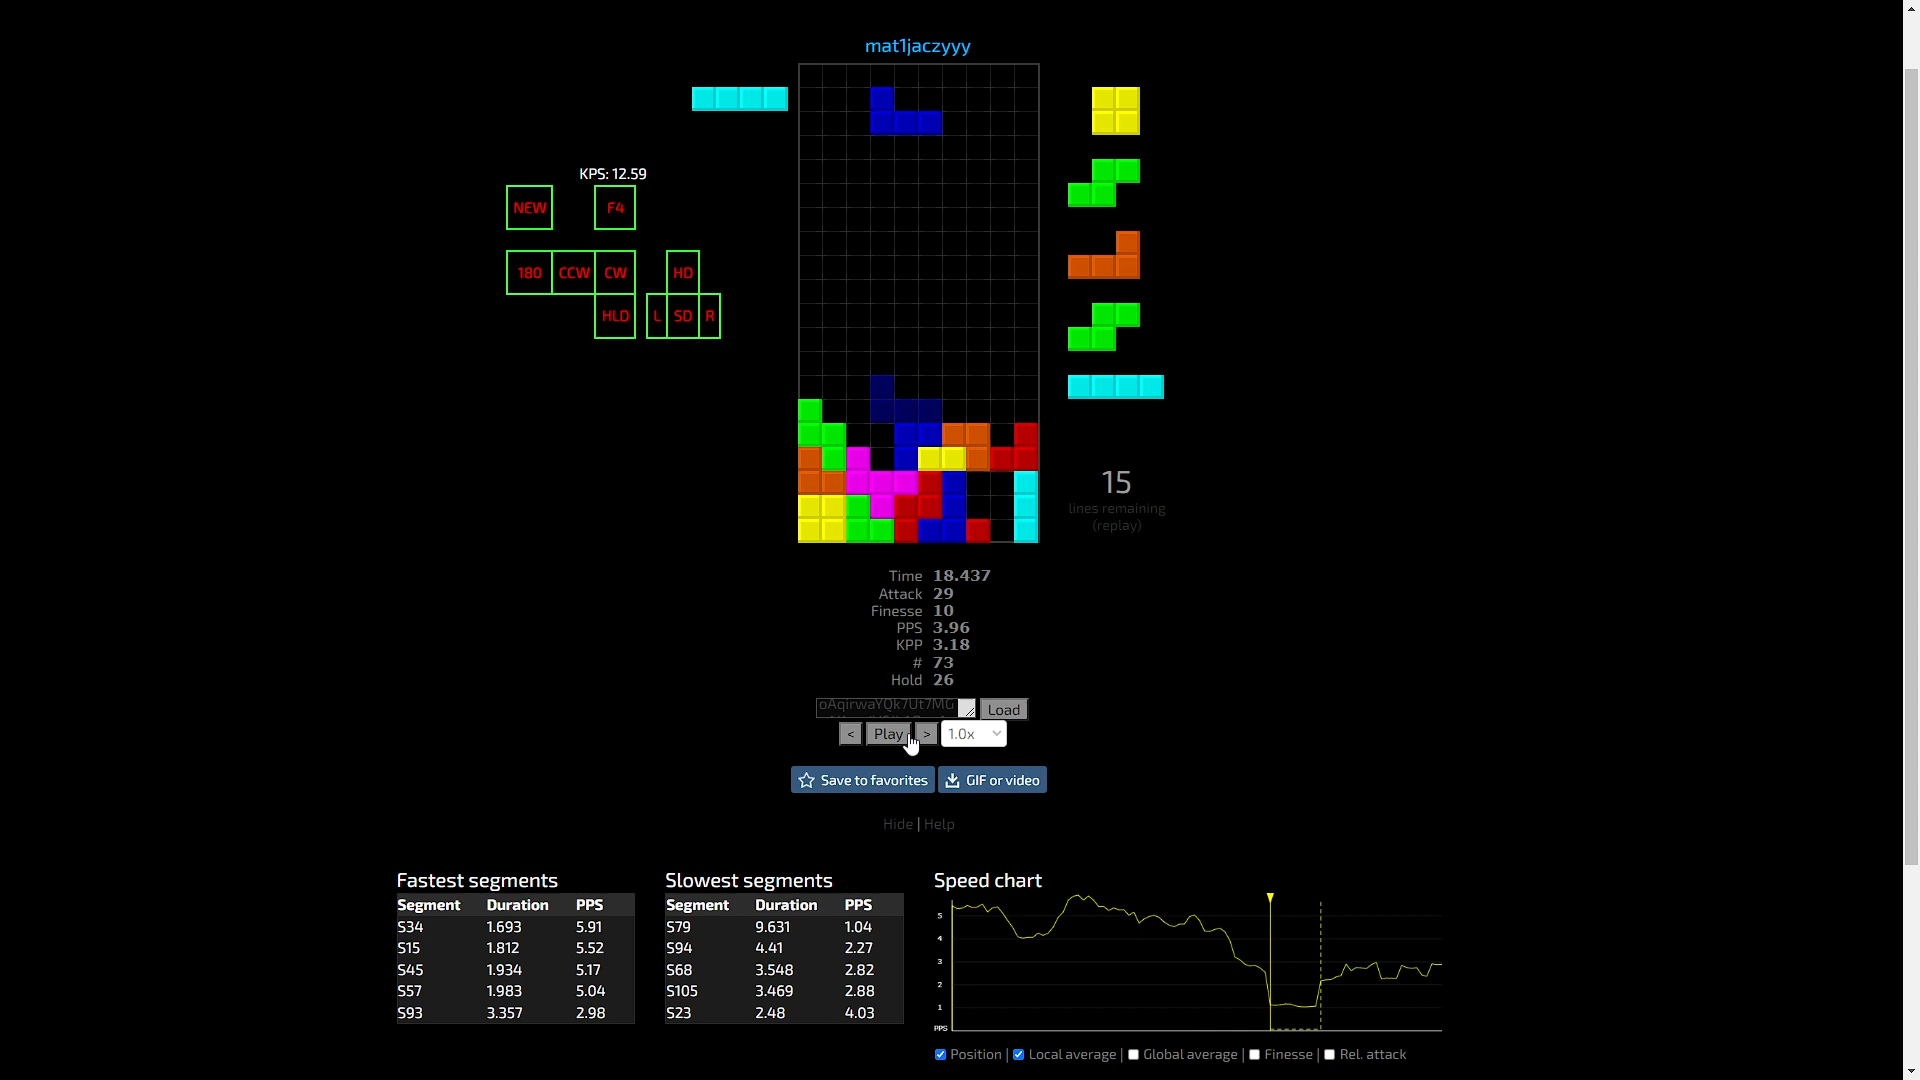 mat1jaczyyy
KPS: 12.59
NEW F4
180 CCW CW HD
HLD L SD R
15
lines remaining
(replay)
Time 18.437
Attack 29
Finesse 10
PPS 3.96
KPP 3.18
# 73
Hold 26
oAqirwaYQk7Ut7MG
Load
< Play > 1.0x
Save to favorites GIF or video
Hide | Help
Fastest segments
Segment Duration PPS
S34 1.693 5.91
S15 1.812 5.52
S45 1.934 5.17
S57 1.983 5.04
S93 3.357 2.98
Slowest segments
Segment Duration PPS
S79 9.631 1.04
S94 4.41 2.27
S68 3.548 2.82
S105 3.469 2.88
S23 2.48 4.03
Speed chart
5
4
3
2
1
PPS
Position | Local average | Global average | Finesse | Rel. attack